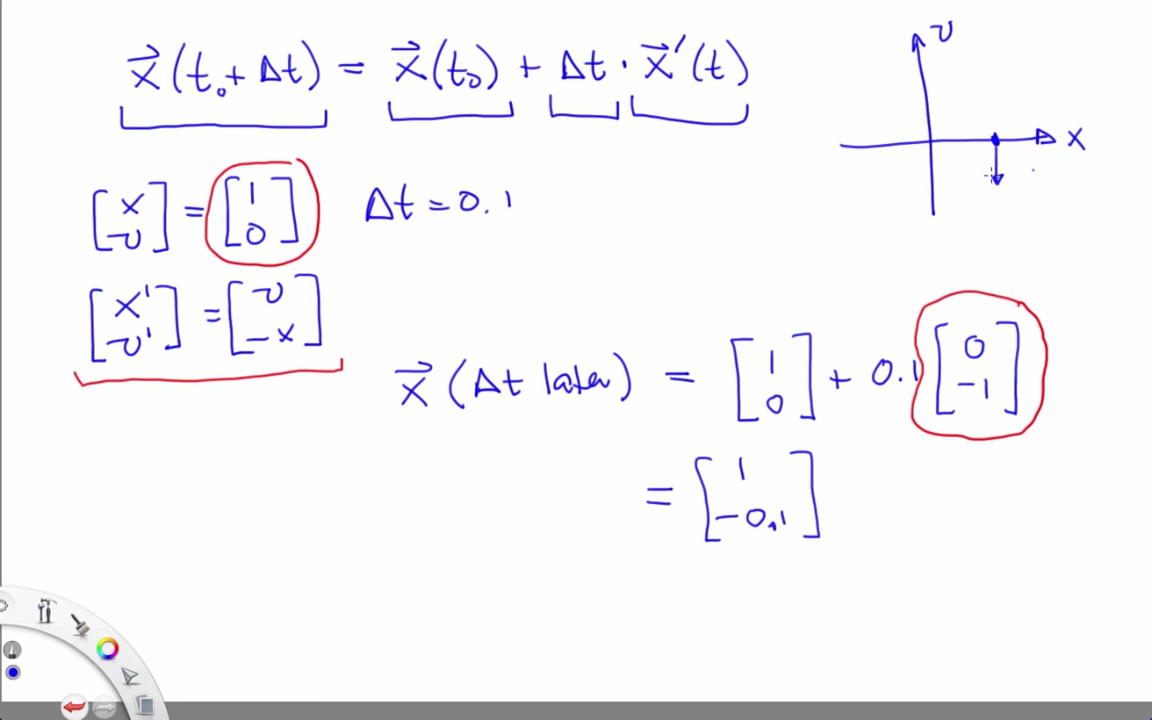 x⃗(t₀ + Δt) = x⃗(t₀) + Δt · x⃗′(t)
v
x
[x v] = [1 0] Δt = 0.1
[x' v'] = [v -x]
x⃗ (Δt later) = [1 0] + 0.1 [0 -1]
= [1 -0.1]